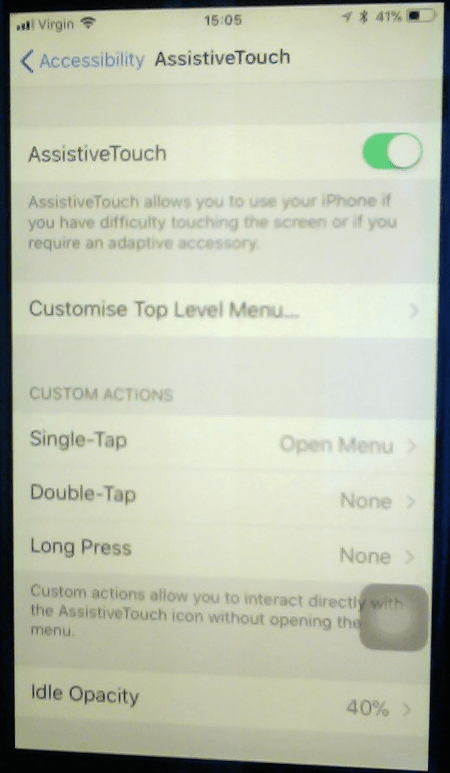 Virgin 15:05 41%
Accessibility AssistiveTouch
AssistiveTouch
AssistiveTouch allows you to use your iPhone if
you have difficulty touching the screen or if you
require an adaptive accessory.
Customise Top Level Menu...
CUSTOM ACTIONS
Single-Tap Open Menu
Double-Tap None
Long Press None
Custom actions allow you to interact directly with
the AssistiveTouch icon without opening the
menu.
Idle Opacity 40%